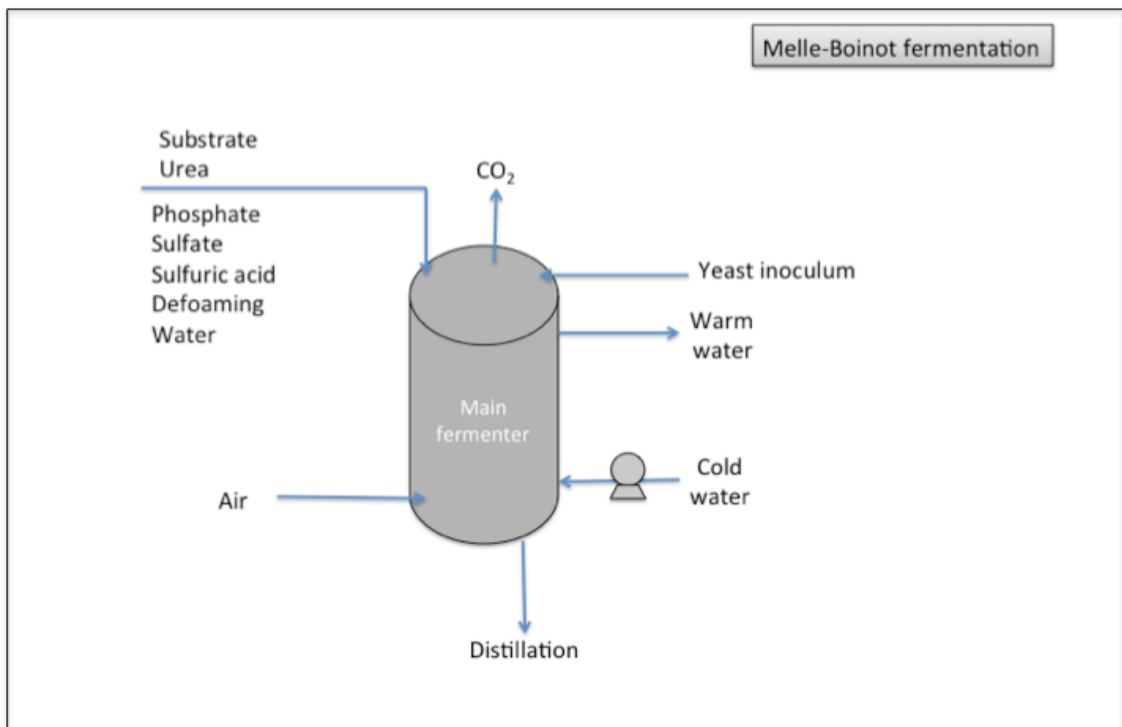 Melle-Boinot fermentation
Substrate
Urea
CO₂
Phosphate
Sulfate
Sulfuric acid
Defoaming
Water
Yeast inoculum
Warm
water
Main
fermenter
Cold
water
Air
Distillation